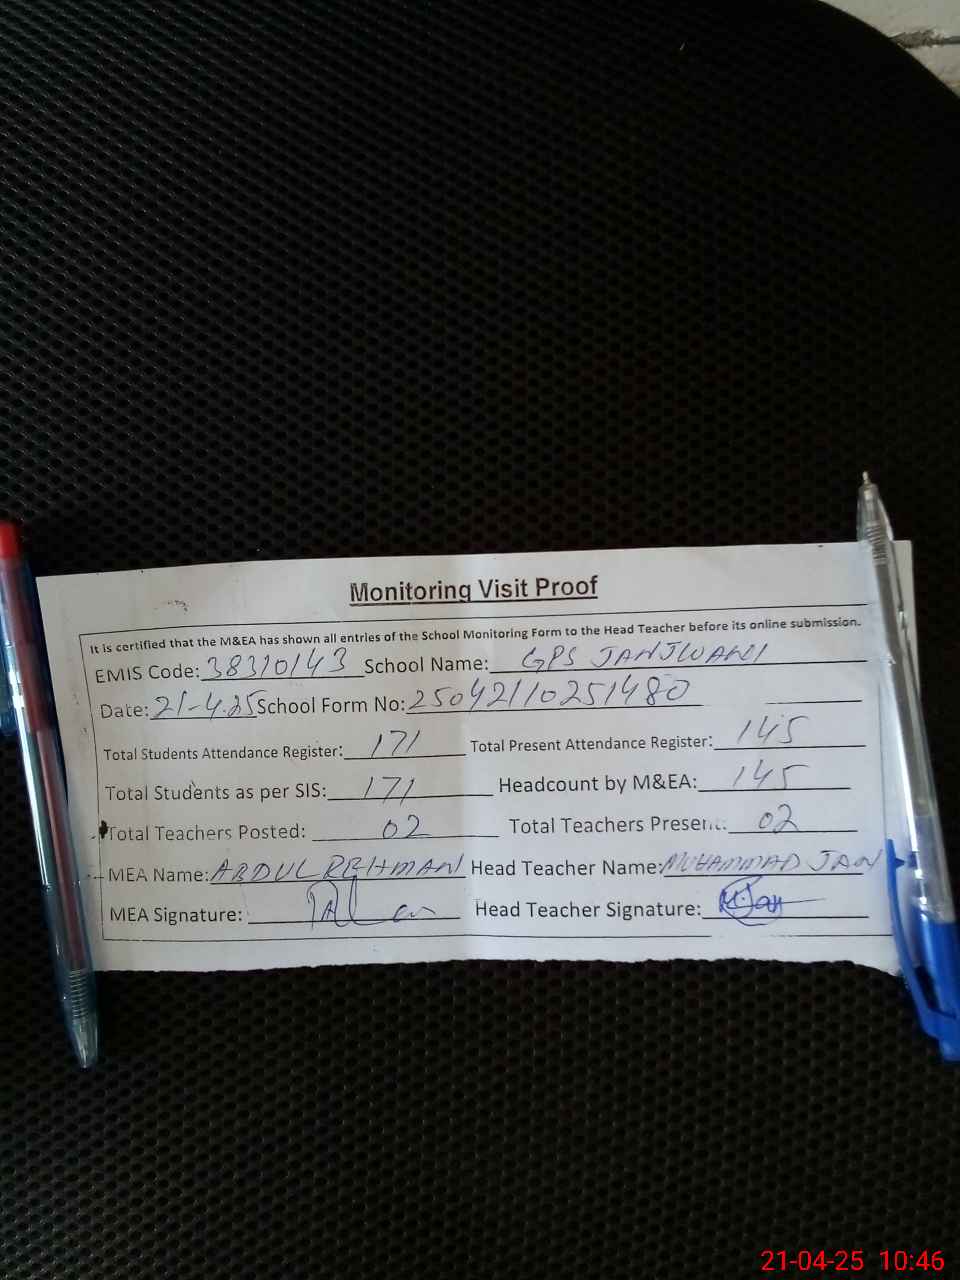 Monitoring Visit Proof
It is certified that the M&EA has shown all entries of the School Monitoring Form to the Head Teacher before its online submission.
EMIS Code: 38310143 School Name: GPS JANJUANI
Date: 21-4.25 School Form No: 25042110251480
Total Students Attendance Register: 171 Total Present Attendance Register: 145
Total Students as per SIS: 171 Headcount by M&EA: 145
Total Teachers Posted: 02 Total Teachers Present: 02
MEA Name: ABDUL REHMAN Head Teacher Name: MUHAMMAD JAN
MEA Signature: Head Teacher Signature: M.Jan
21-04-25 10:46